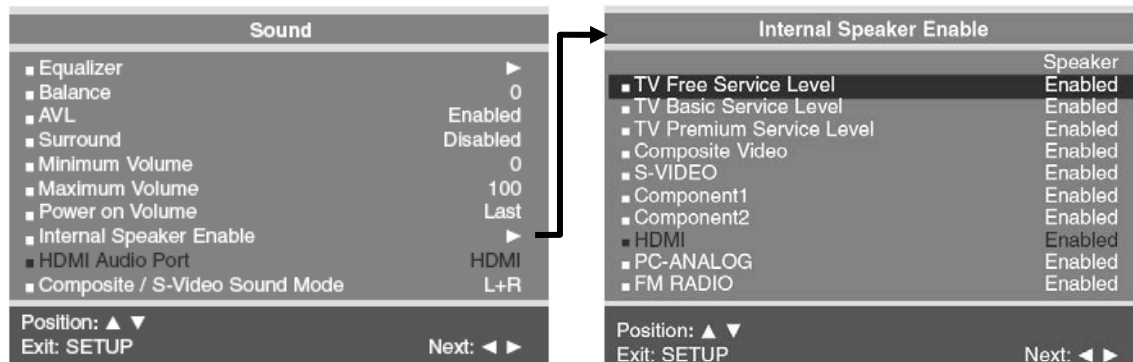 Sound
Equalizer ▶
Balance 0
AVL Enabled
Surround Disabled
Minimum Volume 0
Maximum Volume 100
Power on Volume Last
Internal Speaker Enable ▶
HDMI Audio Port HDMI
Composite / S-Video Sound Mode L+R
Position: ▲ ▼
Exit: SETUP Next: ◀ ▶
Internal Speaker Enable
Speaker
TV Free Service Level Enabled
TV Basic Service Level Enabled
TV Premium Service Level Enabled
Composite Video Enabled
S-VIDEO Enabled
Component1 Enabled
Component2 Enabled
HDMI Enabled
PC-ANALOG Enabled
FM RADIO Enabled
Position: ▲ ▼
Exit: SETUP Next: ◀ ▶